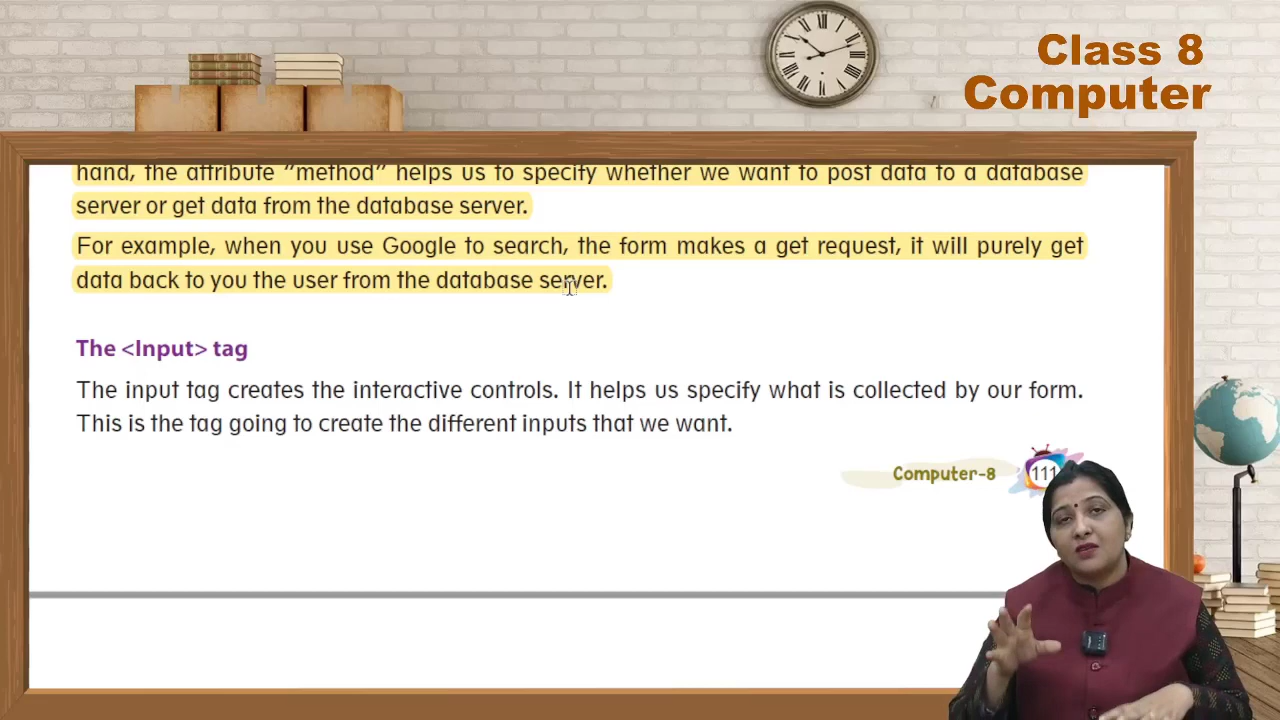 Class 8
Computer
hand, the attribute “method” helps us to specify whether we want to post data to a database
server or get data from the database server.
For example, when you use Google to search, the form makes a get request, it will purely get
data back to you the user from the database server.
The <Input> tag
The input tag creates the interactive controls. It helps us specify what is collected by our form.
This is the tag going to create the different inputs that we want.
Computer-8
111